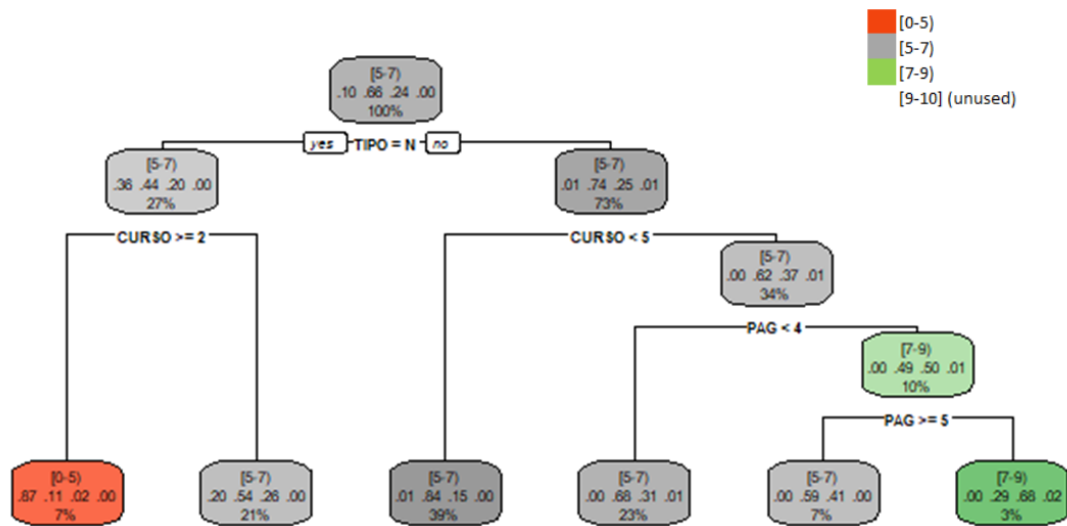 [0-5)
[5-7)
[7-9)
[9-10] (unused)
[5-7)
.10 .66 .24 .00
100%
yes TIPO = N no
[5-7)
.36 .44 .20 .00
27%
[5-7)
.01 .74 .25 .01
73%
CURSO >= 2
CURSO < 5
[5-7)
.00 .62 .37 .01
34%
PAG < 4
[7-9)
.00 .49 .50 .01
10%
PAG >= 5
[0-5)
.87 .11 .02 .00
7%
[5-7)
.20 .54 .26 .00
21%
[5-7)
.01 .84 .15 .00
39%
[5-7)
.00 .68 .31 .01
23%
[5-7)
.00 .59 .41 .00
7%
[7-9)
.00 .29 .68 .02
3%